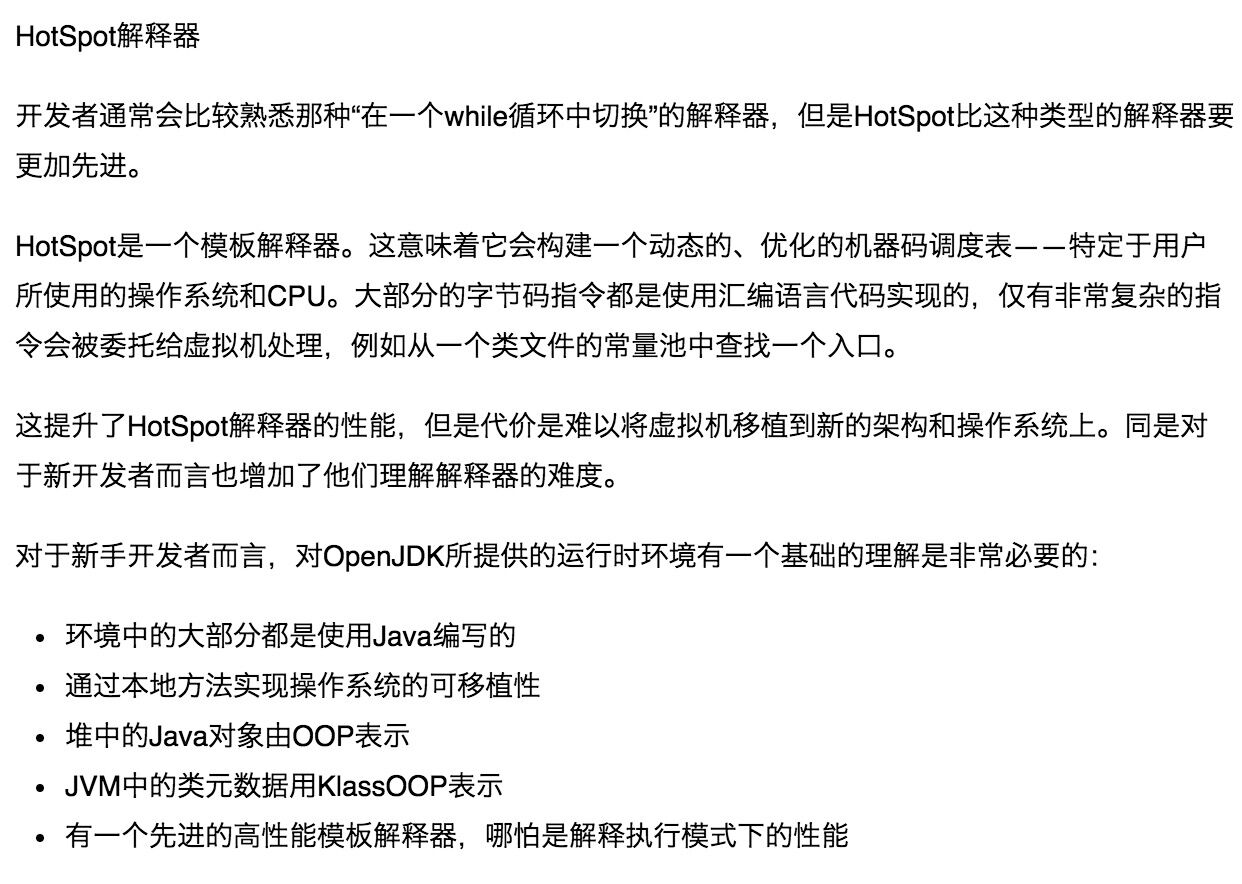 HotSpot解释器
开发者通常会比较熟悉那种“在一个while循环中切换”的解释器，但是HotSpot比这种类型的解释器要
更加先进。
HotSpot是一个模板解释器。这意味着它会构建一个动态的、优化的机器码调度表——特定于用户
所使用的操作系统和CPU。大部分的字节码指令都是使用汇编语言代码实现的，仅有非常复杂的指
令会被委托给虚拟机处理，例如从一个类文件的常量池中查找一个入口。
这提升了HotSpot解释器的性能，但是代价是难以将虚拟机移植到新的架构和操作系统上。同是对
于新开发者而言也增加了他们理解解释器的难度。
对于新手开发者而言，对OpenJDK所提供的运行时环境有一个基础的理解是非常必要的：
• 环境中的大部分都是使用Java编写的
• 通过本地方法实现操作系统的可移植性
• 堆中的Java对象由OOP表示
• JVM中的类元数据用KlassOOP表示
• 有一个先进的高性能模板解释器，哪怕是解释执行模式下的性能